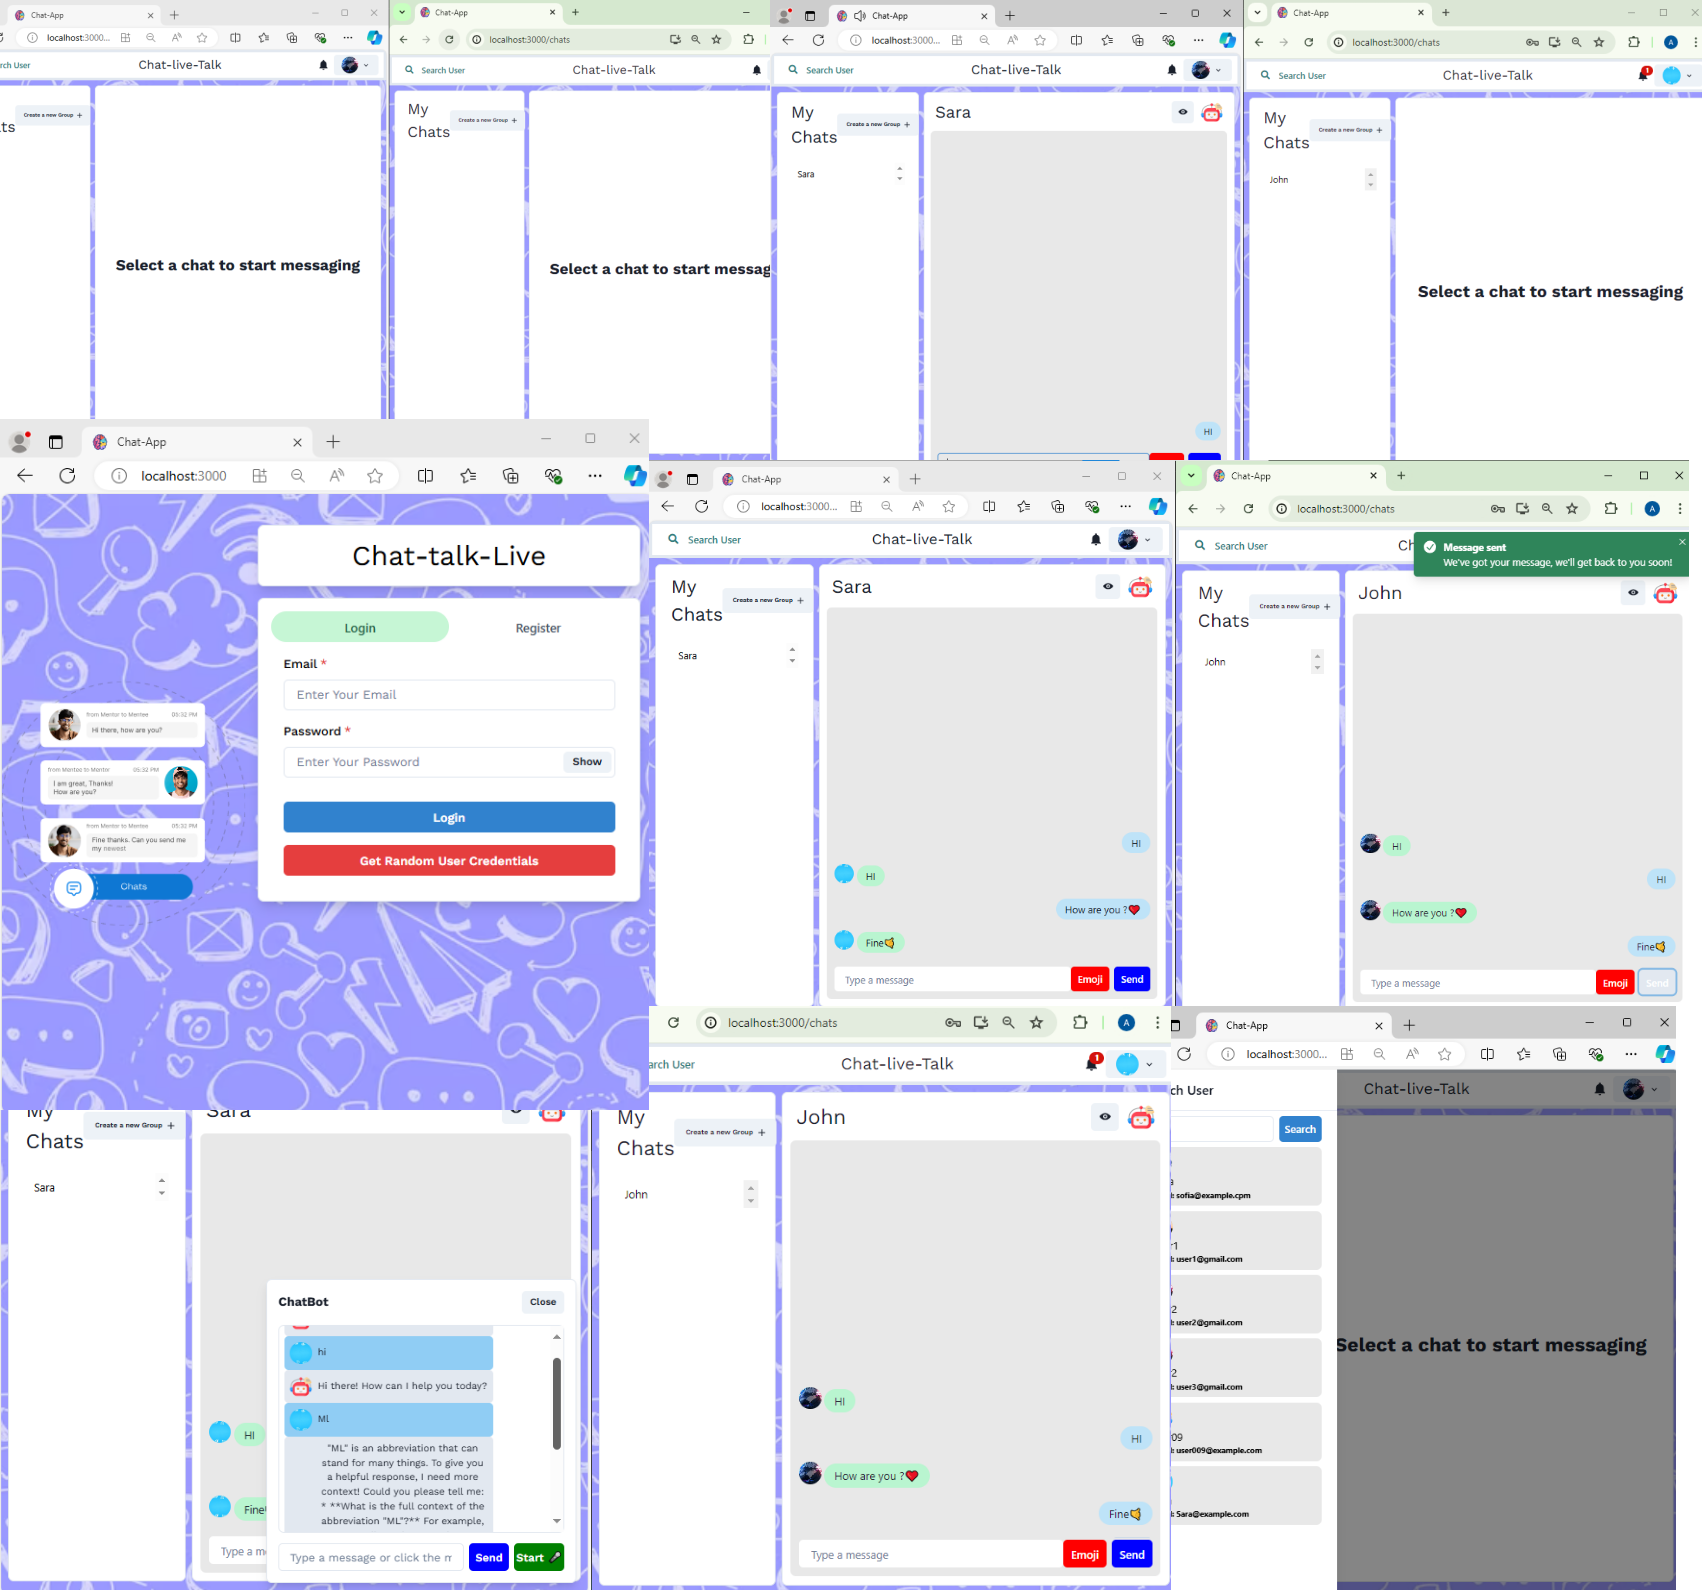 Chat-App
localhost:3000...
rch User
Chat-live-Talk
ts
Create a new Group +
Select a chat to start messaging
Chat-App
localhost:3000/chats
Search User
Chat-live-Talk
My
Chats
Create a new Group +
Select a chat to start messag
Chat-App
localhost:3000...
Search User
Chat-live-Talk
My
Chats
Create a new Group +
Sara
Sara
HI
Chat-App
localhost:3000/chats
A
Search User
Chat-live-Talk
1
My
Chats
Create a new Group +
John
Select a chat to start messaging
Chat-App
localhost:3000
Chat-talk-Live
Login
Register
Email *
Enter Your Email
Password *
Enter Your Password
Show
Login
Get Random User Credentials
from Mentor to Mentee 05:32 PM
Hi there, how are you?
from Mentee to Mentor 05:32 PM
I am great, Thanks!
How are you?
from Mentor to Mentee 05:32 PM
Fine thanks. Can you send me
my newest
Chats
Chat-App
localhost:3000...
Search User
Chat-live-Talk
My
Chats
Create a new Group +
Sara
Sara
HI
HI
How are you ?❤️
Fine🤙
Type a message
Emoji
Send
Chat-App
localhost:3000/chats
A
Search User
Ch
Message sent
We've got your message, we'll get back to you soon!
My
Chats
Create a new Group +
John
John
HI
HI
How are you ?❤️
Fine🤙
Type a message
Emoji
Send
My
Chats
Create a new Group +
Sara
Sara
HI
Fine
Type a m
ChatBot
Close
hi
Hi there! How can I help you today?
Ml
"ML" is an abbreviation that can
stand for many things. To give you
a helpful response, I need more
context! Could you please tell me:
* **What is the full context of the
abbreviation "ML"?** For example,
Type a message or click the m
Send
Start 🎤
localhost:3000/chats
A
arch User
Chat-live-Talk
1
My
Chats
Create a new Group +
John
John
HI
HI
How are you ?❤️
Fine🤙
Type a message
Emoji
Send
Chat-App
localhost:3000...
ch User
Chat-live-Talk
Search
a
: sofia@example.cpm
r1
: user1@gmail.com
2
: user2@gmail.com
2
: user3@gmail.com
09
: user009@example.com
: Sara@example.com
Select a chat to start messaging